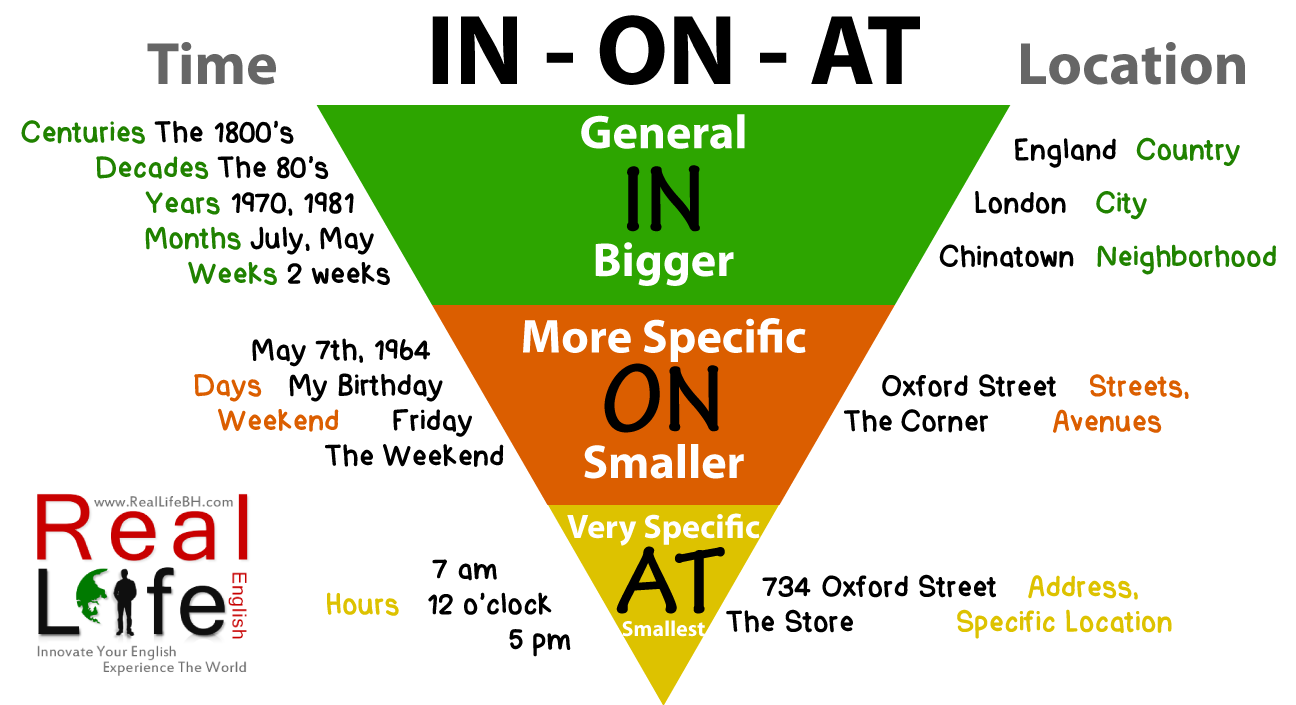 IN - ON - AT
Time
Location
Centuries The 1800's
Decades The 80's
Years 1970, 1981
Months July, May
Weeks 2 weeks
General
IN
Bigger
England Country
London City
Chinatown Neighborhood
May 7th, 1964
Days My Birthday
Weekend Friday
The Weekend
More Specific
ON
Smaller
Oxford Street Streets,
The Corner Avenues
7 am
Hours 12 o'clock
5 pm
Very Specific
AT
Smallest
734 Oxford Street Address,
The Store Specific Location
www.RealLifeBH.com
Real
Life
English
Innovate Your English
Experience The World